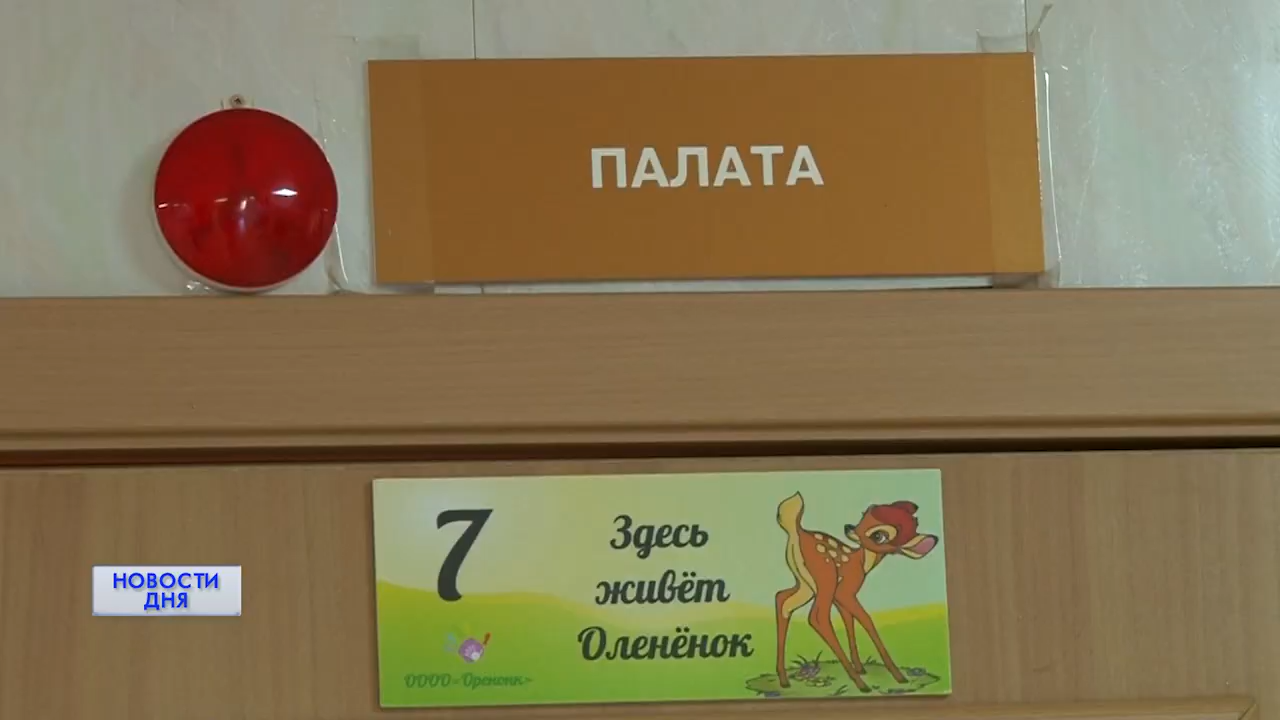 ПАЛАТА
7
Здесь
живёт
Оленёнок
НОВОСТИ
ДНЯ